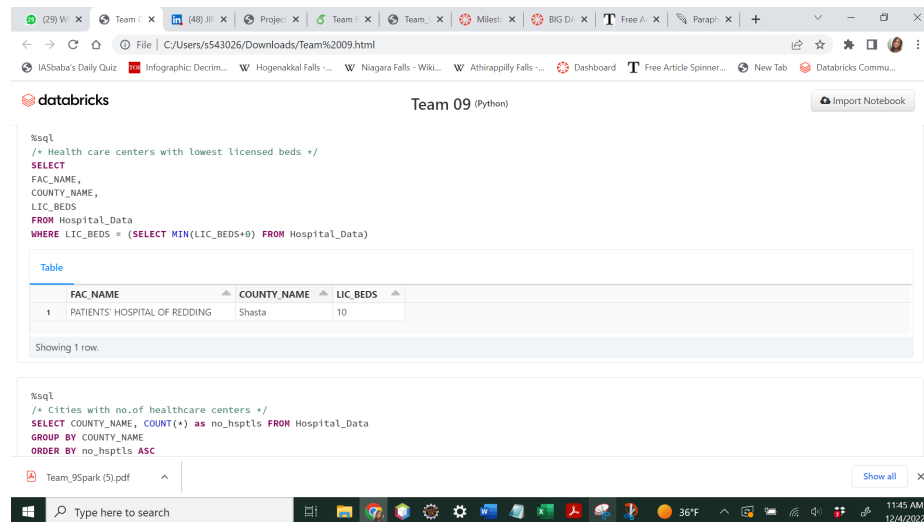 (29) W
Team 0
(48) JII
Project
Team
Team_
Milest
BIG D
Free A
Paraph
File | C:/Users/s543026/Downloads/Team%2009.html
IASbaba's Daily Quiz
TOI Infographic: Decrim...
W Hogenakkal Falls -...
W Niagara Falls - Wiki...
W Athirappilly Falls -...
Dashboard
T Free Article Spinner...
New Tab
Databricks Commu...
databricks
Team 09 (Python)
Import Notebook
%sql
/* Health care centers with lowest licensed beds */
SELECT
FAC_NAME,
COUNTY_NAME,
LIC_BEDS
FROM Hospital_Data
WHERE LIC_BEDS = (SELECT MIN(LIC_BEDS+0) FROM Hospital_Data)
Table
FAC_NAME COUNTY_NAME LIC_BEDS
1 PATIENTS' HOSPITAL OF REDDING Shasta 10
Showing 1 row.
%sql
/* Cities with no.of healthcare centers */
SELECT COUNTY_NAME, COUNT(*) as no_hsptls FROM Hospital_Data
GROUP BY COUNTY_NAME
ORDER BY no_hsptls ASC
Team_9Spark (5).pdf
Show all
Type here to search
36°F
11:45 AM